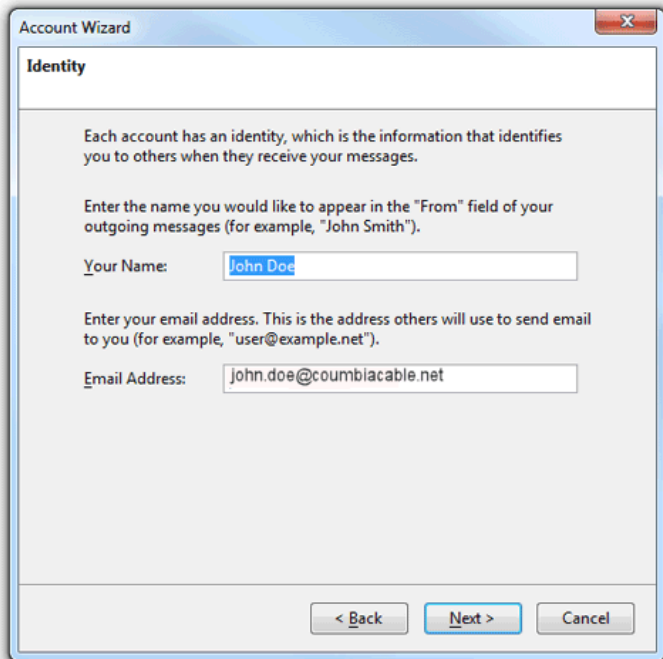 Account Wizard
Identity
Each account has an identity, which is the information that identifies
you to others when they receive your messages.
Enter the name you would like to appear in the "From" field of your
outgoing messages (for example, "John Smith").
Your Name: John Doe
Enter your email address. This is the address others will use to send email
to you (for example, "user@example.net").
Email Address: john.doe@coumbiacable.net
< Back Next > Cancel